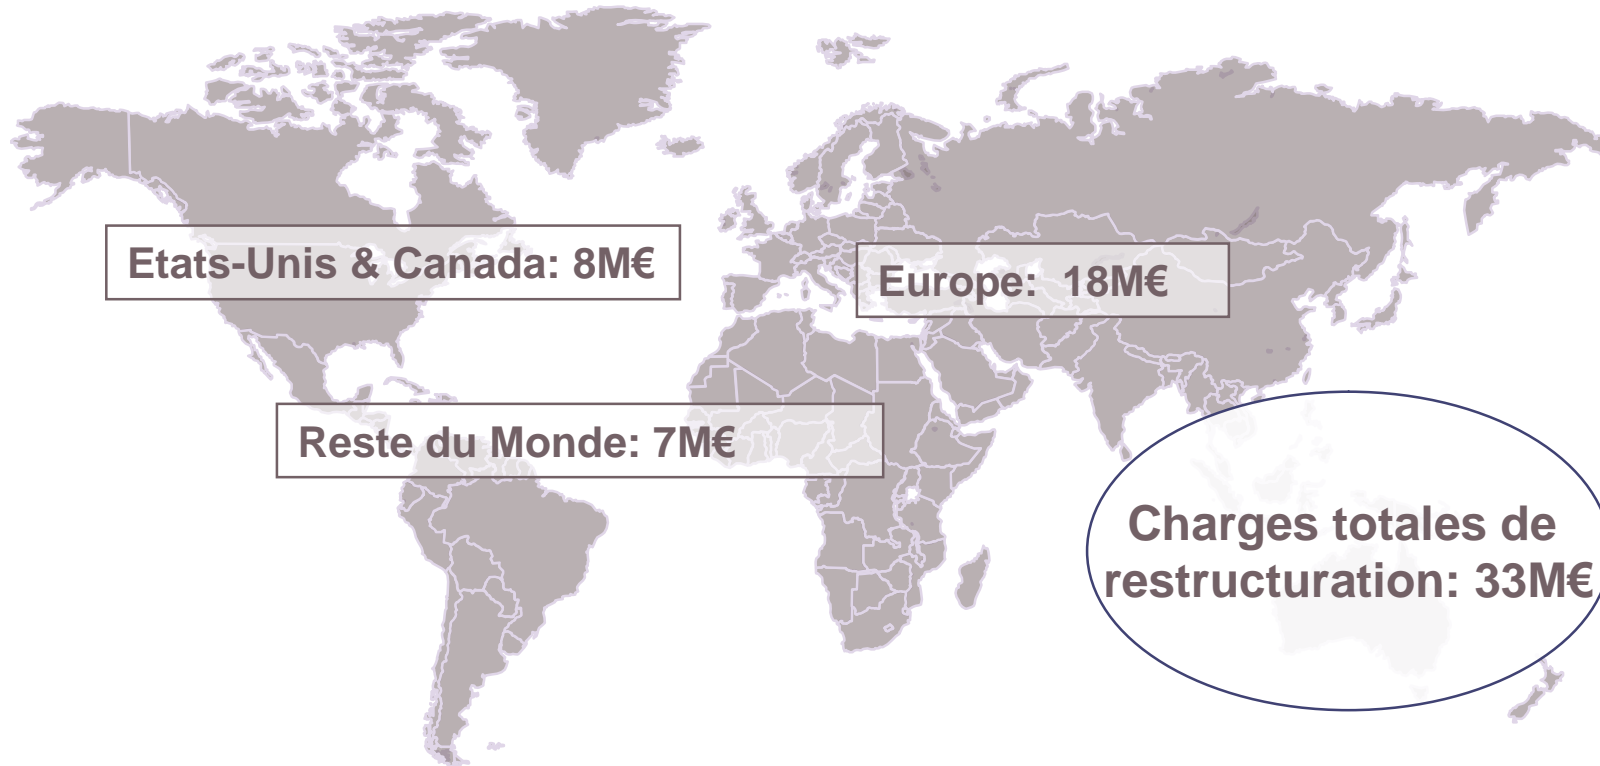 Etats-Unis & Canada: 8M€
Europe: 18M€
Reste du Monde: 7M€
Charges totales de
restructuration: 33M€